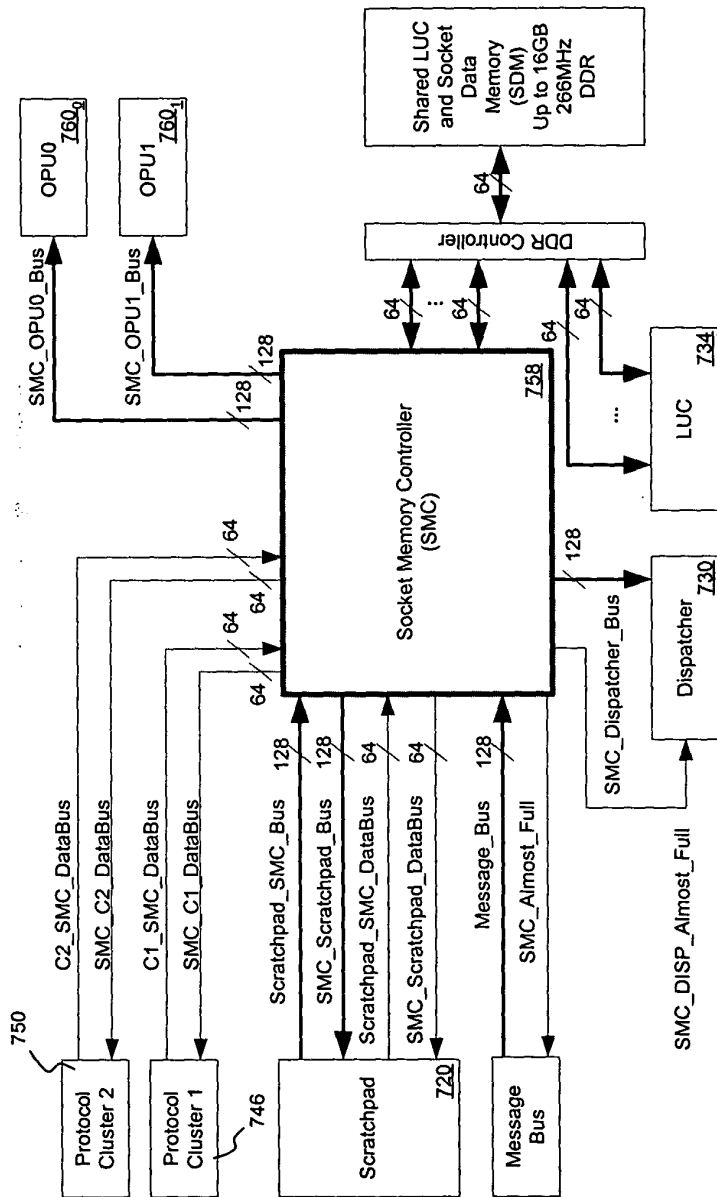 OPU0
760₀
OPU1
760₁
SMC_OPU0_Bus
SMC_OPU1_Bus
128
128
Shared LUC
and Socket
Data
Memory
(SDM)
Up to 16GB
266MHz
DDR
64
DDR Controller
64
...
64
64
64
750
Protocol
Cluster 2
C2_SMC_DataBus
SMC_C2_DataBus
64
64
Protocol
Cluster 1
746
C1_SMC_DataBus
SMC_C1_DataBus
64
64
Socket Memory Controller
(SMC)
758
Scratchpad
720
Scratchpad_SMC_Bus
128
SMC_Scratchpad_Bus
128
Scratchpad_SMC_DataBus
64
SMC_Scratchpad_DataBus
64
Message
Bus
Message_Bus
128
SMC_Almost_Full
SMC_DISP_Almost_Full
SMC_Dispatcher_Bus
128
Dispatcher
730
...
LUC
734